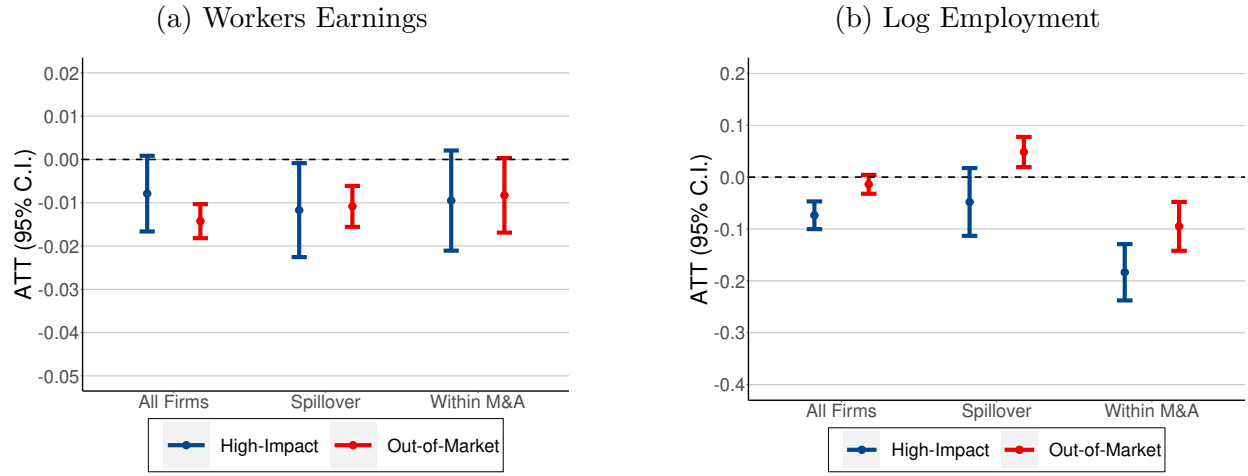 (a) Workers Earnings
0.02
0.01
0.00
-0.01
-0.02
-0.03
-0.04
-0.05
ATT (95% C.I.)
All Firms Spillover Within M&A
High-Impact Out-of-Market
(b) Log Employment
0.2
0.1
0.0
-0.1
-0.2
-0.3
-0.4
ATT (95% C.I.)
All Firms Spillover Within M&A
High-Impact Out-of-Market